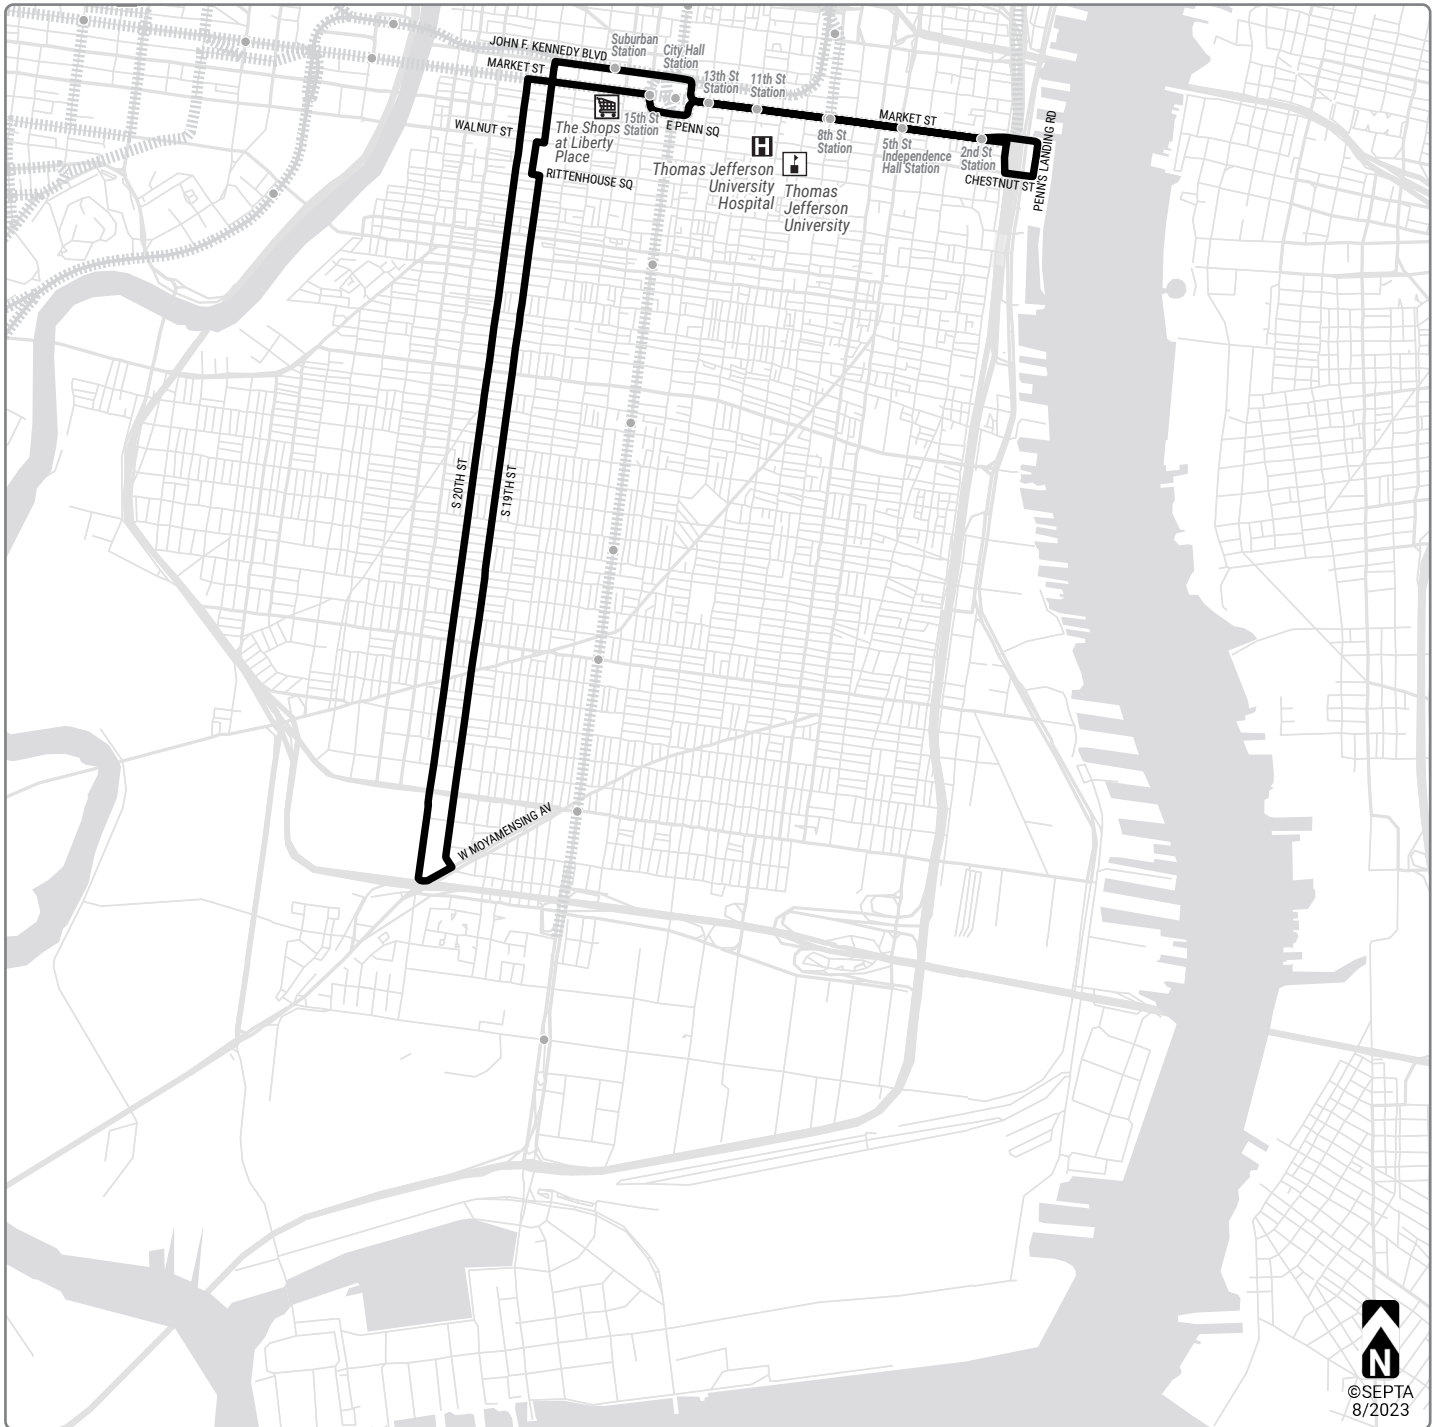 JOHN F. KENNEDY BLVD
Suburban
Station
City Hall
Station
MARKET ST
13th St
Station
11th St
Station
WALNUT ST
The Shops
at Liberty
Place
15th St
Station
E PENN SQ
MARKET ST
8th St
Station
5th St
Independence
Hall Station
2nd St
Station
PENN'S LANDING RD
CHESTNUT ST
RITTENHOUSE SQ
H
Thomas Jefferson
University
Hospital
Thomas
Jefferson
University
S 20TH ST
S 19TH ST
W MOYAMENSING AV
N
©SEPTA
8/2023